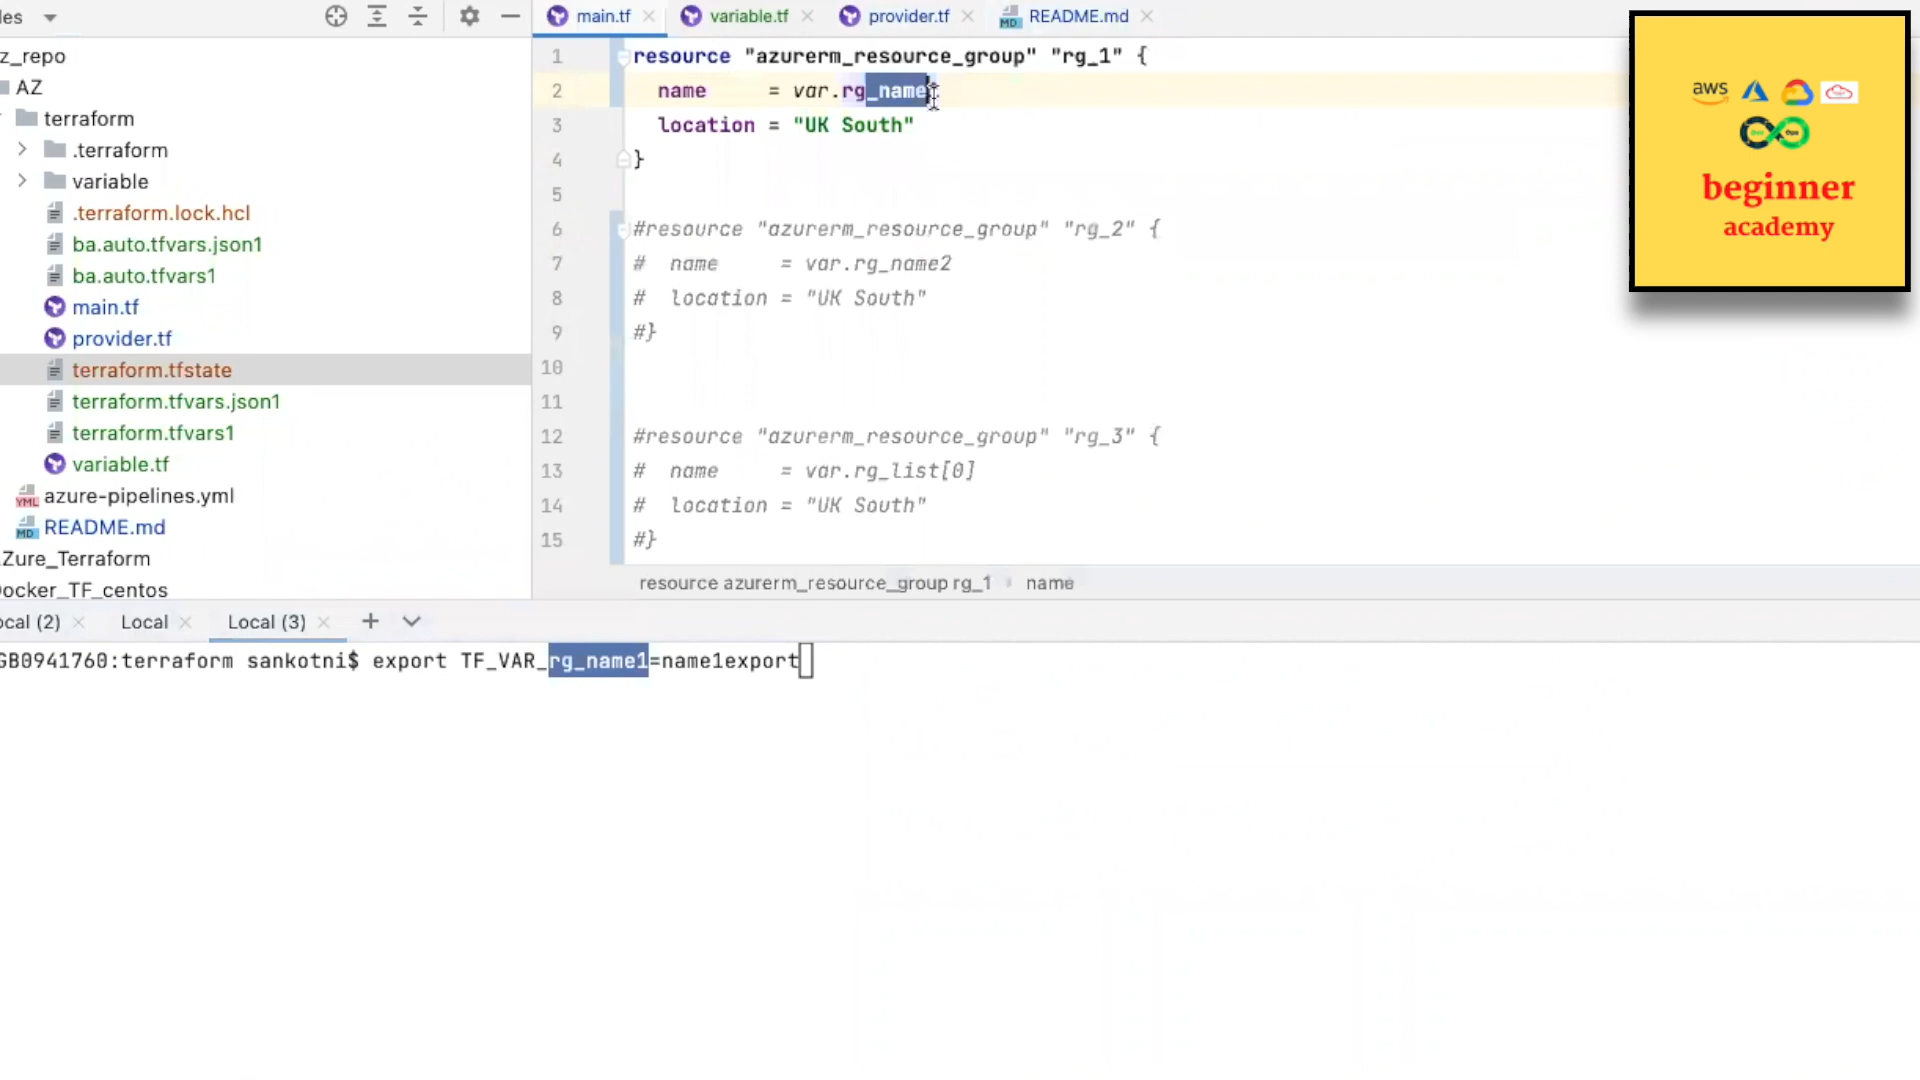 les
main.tf
variable.tf
provider.tf
README.md
z_repo
AZ
terraform
.terraform
variable
.terraform.lock.hcl
ba.auto.tfvars.json1
ba.auto.tfvars1
main.tf
provider.tf
terraform.tfstate
terraform.tfvars.json1
terraform.tfvars1
variable.tf
YML azure-pipelines.yml
MD README.md
Zure_Terraform
ocker_TF_centos
1 resource "azurerm_resource_group" "rg_1" {
2 name = var.rg_name
3 location = "UK South"
4 }
5
6 #resource "azurerm_resource_group" "rg_2" {
7 # name = var.rg_name2
8 # location = "UK South"
9 #}
10
11
12 #resource "azurerm_resource_group" "rg_3" {
13 # name = var.rg_list[0]
14 # location = "UK South"
15 #}
resource azurerm_resource_group rg_1 name
aws
beginner
academy
ocal (2)
Local
Local (3)
GB0941760:terraform sankotni$ export TF_VAR_rg_name1=name1export